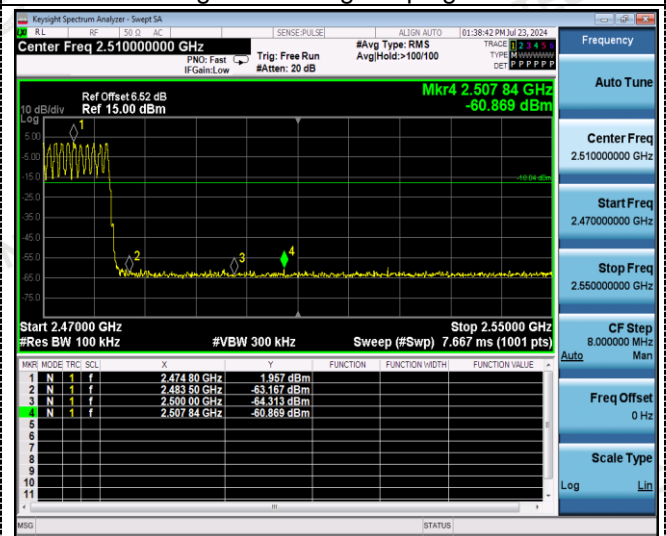 Keysight Spectrum Analyzer - Swept SA
RL RF 50 Ω AC SENSE:PULSE ALIGN AUTO 01:38:42 PM Jul 23, 2024
Center Freq 2.510000000 GHz
PNO: Fast
IFGain:Low
Trig: Free Run
#Atten: 20 dB
#Avg Type: RMS
Avg|Hold:>100/100
TRACE 1 2 3 4 5 6
TYPE MWWWWW
DET P P P P P P
Ref Offset 6.52 dB
Ref 15.00 dBm
10 dB/div
Log
Mkr4 2.507 84 GHz
-60.869 dBm
5.00
-5.00
-15.0
-25.0
-35.0
-45.0
-55.0
-65.0
-75.0
1
2
3
4
-18.04 dBm
Start 2.47000 GHz Stop 2.55000 GHz
#Res BW 100 kHz #VBW 300 kHz Sweep (#Swp) 7.667 ms (1001 pts)
MKR MODE TRC SCL X Y FUNCTION FUNCTION WIDTH FUNCTION VALUE
1 N 1 f 2.474 80 GHz 1.957 dBm
2 N 1 f 2.483 50 GHz -63.167 dBm
3 N 1 f 2.500 00 GHz -64.313 dBm
4 N 1 f 2.507 84 GHz -60.869 dBm
5
6
7
8
9
10
11
MSG STATUS
Frequency
Auto Tune
Center Freq
2.510000000 GHz
Start Freq
2.470000000 GHz
Stop Freq
2.550000000 GHz
CF Step
8.000000 MHz
Auto Man
Freq Offset
0 Hz
Scale Type
Log Lin